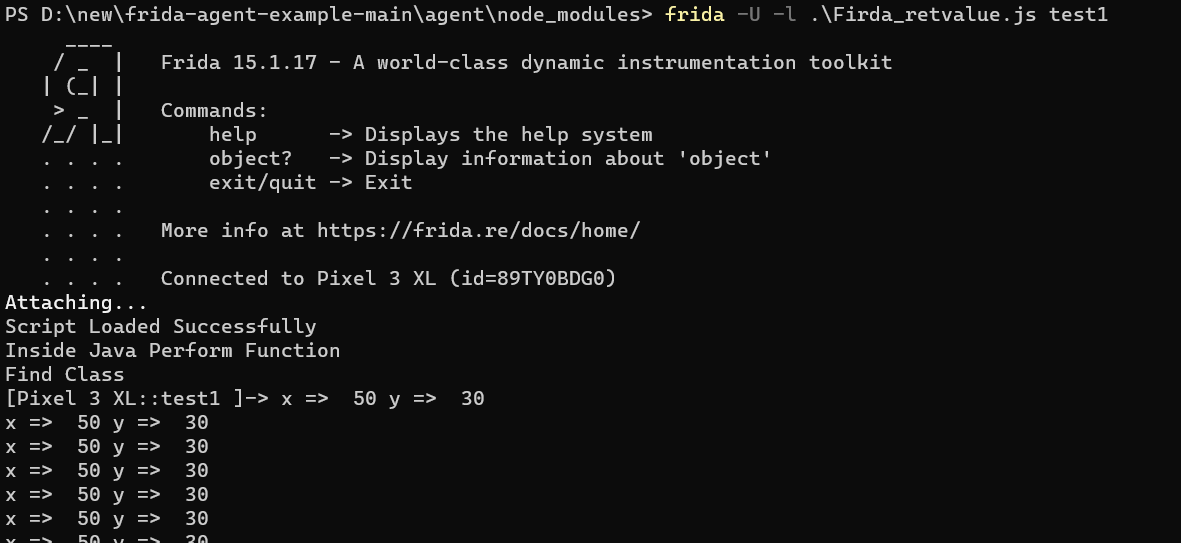 PS D:\new\frida-agent-example-main\agent\node_modules> frida -U -l .\Firda_retvalue.js test1
     ____
    / _  |   Frida 15.1.17 - A world-class dynamic instrumentation toolkit
   | (_| |
    > _  |   Commands:
   /_/ |_|       help      -> Displays the help system
   . . . .       object?   -> Display information about 'object'
   . . . .       exit/quit -> Exit
   . . . .
   . . . .   More info at https://frida.re/docs/home/
   . . . .
   . . . .   Connected to Pixel 3 XL (id=89TY0BDG0)
Attaching...
Script Loaded Successfully
Inside Java Perform Function
Find Class
[Pixel 3 XL::test1 ]-> x =>  50 y =>  30
x =>  50 y =>  30
x =>  50 y =>  30
x =>  50 y =>  30
x =>  50 y =>  30
x =>  50 y =>  30
x =>  50 y =>  30